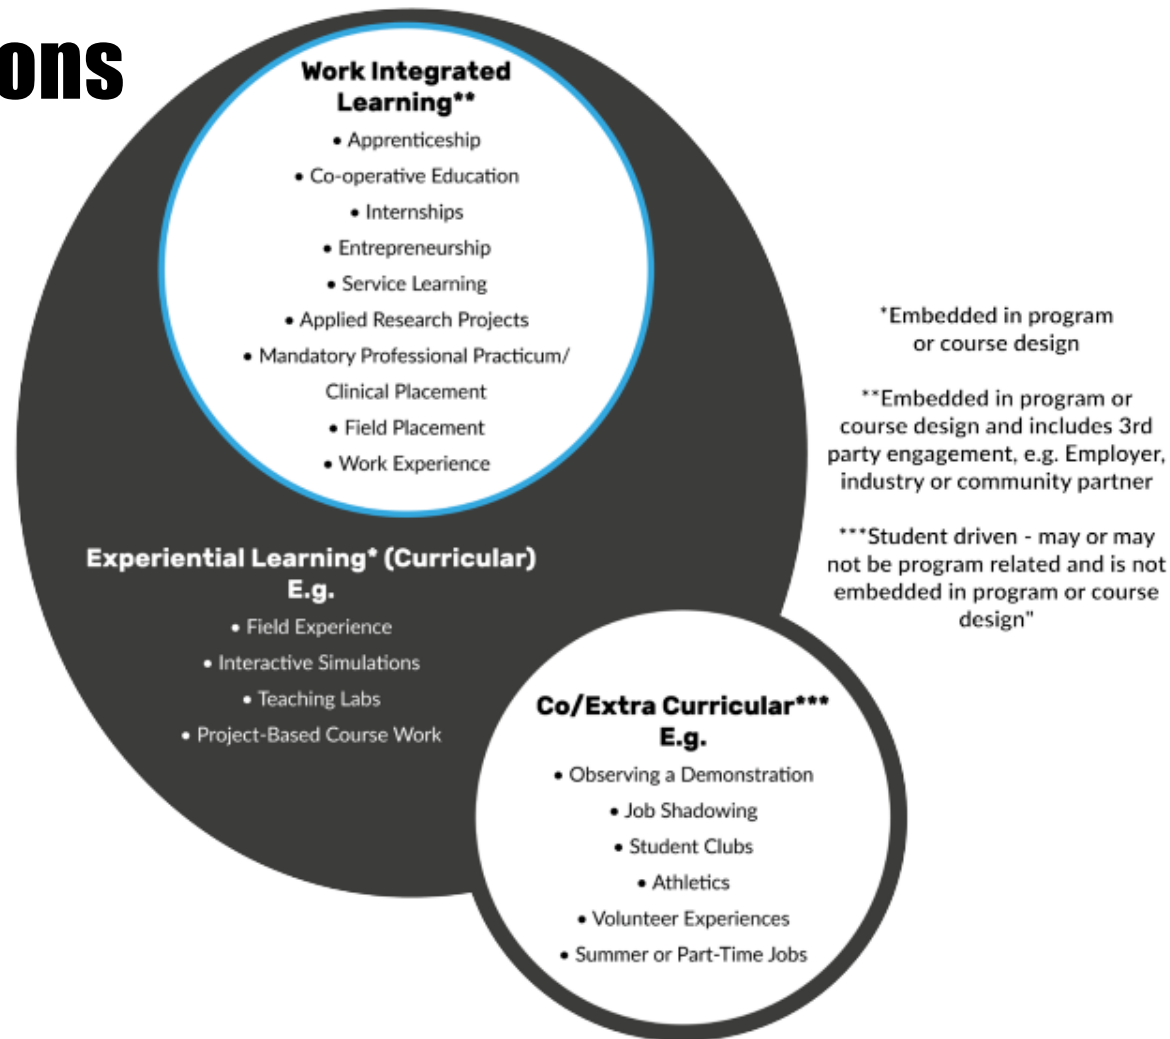 ons
Work Integrated
Learning**
• Apprenticeship
• Co-operative Education
• Internships
• Entrepreneurship
• Service Learning
• Applied Research Projects
• Mandatory Professional Practicum/
Clinical Placement
• Field Placement
• Work Experience
Experiential Learning* (Curricular)
E.g.
• Field Experience
• Interactive Simulations
• Teaching Labs
• Project-Based Course Work
Co/Extra Curricular***
E.g.
• Observing a Demonstration
• Job Shadowing
• Student Clubs
• Athletics
• Volunteer Experiences
• Summer or Part-Time Jobs
*Embedded in program
or course design
**Embedded in program or
course design and includes 3rd
party engagement, e.g. Employer,
industry or community partner
***Student driven - may or may
not be program related and is not
embedded in program or course
design"